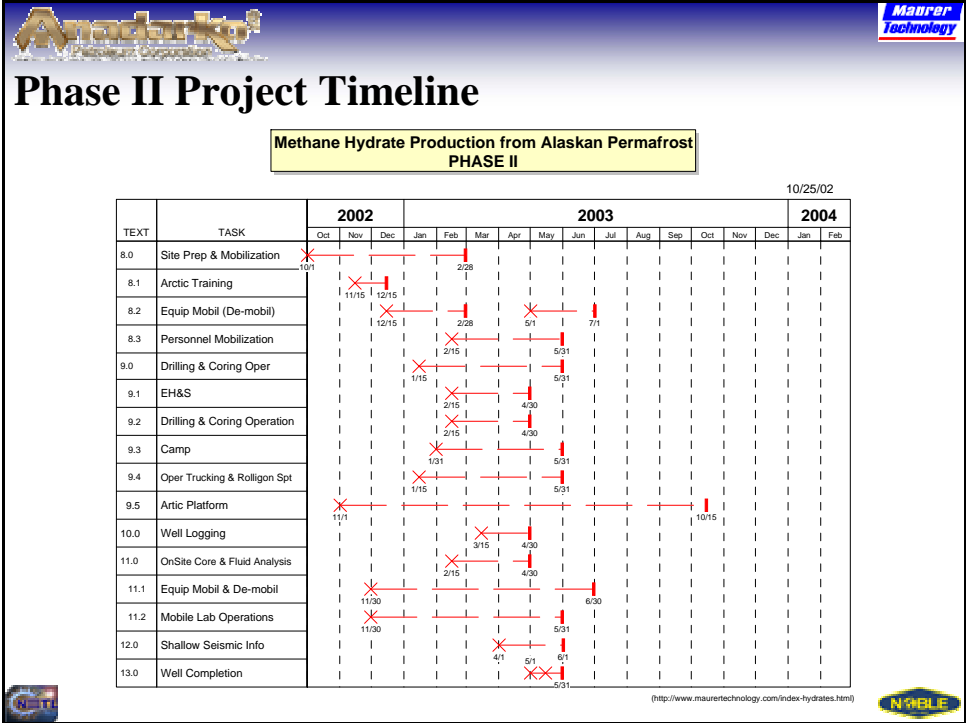 Anadarko
Petroleum Corporation
Maurer
Technology
Phase II Project Timeline
Methane Hydrate Production from Alaskan Permafrost
PHASE II
10/25/02
2002 2003 2004
TEXT TASK Oct Nov Dec Jan Feb Mar Apr May Jun Jul Aug Sep Oct Nov Dec Jan Feb
8.0 Site Prep & Mobilization
10/1 2/28
8.1 Arctic Training
11/15 12/15
8.2 Equip Mobil (De-mobil)
12/15 2/28 5/1 7/1
8.3 Personnel Mobilization
2/15 5/31
9.0 Drilling & Coring Oper
1/15 5/31
9.1 EH&S
2/15 4/30
9.2 Drilling & Coring Operation
2/15 4/30
9.3 Camp
1/31 5/31
9.4 Oper Trucking & Rolligon Spt
1/15 5/31
9.5 Artic Platform
11/1 10/15
10.0 Well Logging
3/15 4/30
11.0 OnSite Core & Fluid Analysis
2/15 4/30
11.1 Equip Mobil & De-mobil
11/30 6/30
11.2 Mobile Lab Operations
11/30 5/31
12.0 Shallow Seismic Info
4/1 6/1
13.0 Well Completion
5/1 5/31
(http://www.maurertechnology.com/index-hydrates.html)
NETL
NOBLE